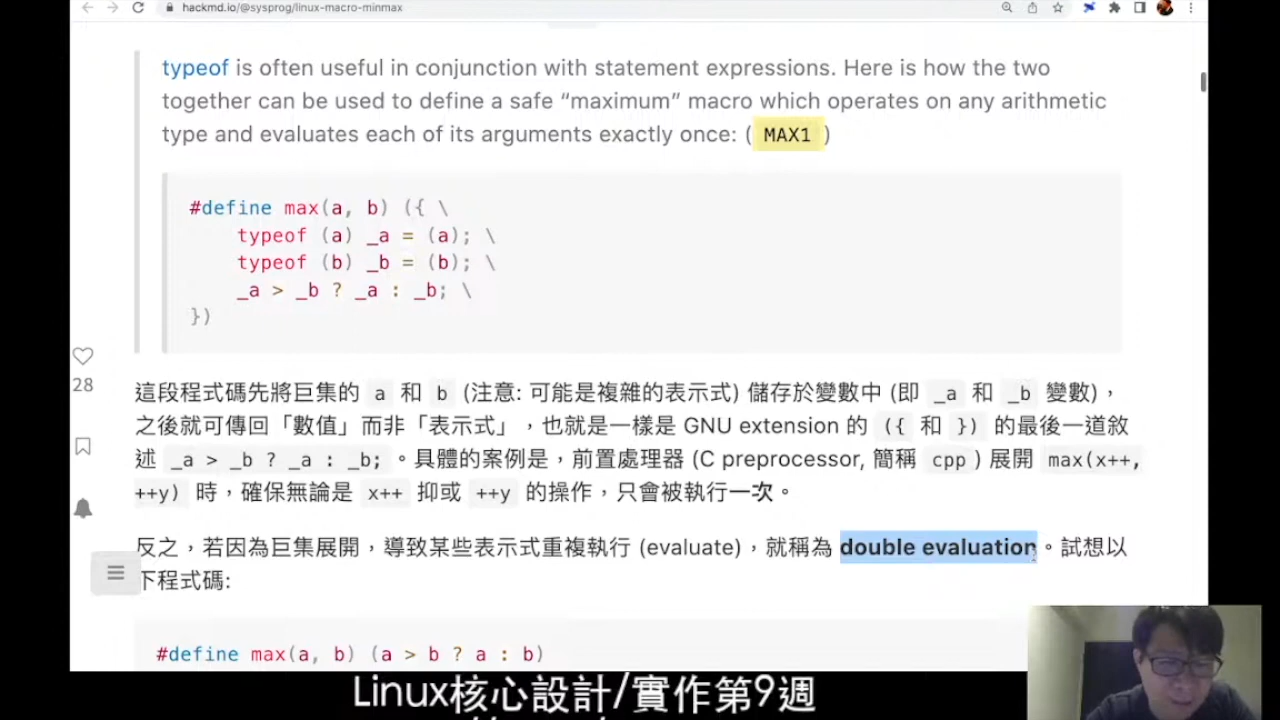 hackmd.io/@sysprog/linux-macro-minmax
typeof is often useful in conjunction with statement expressions. Here is how the two
together can be used to define a safe “maximum” macro which operates on any arithmetic
type and evaluates each of its arguments exactly once: ( MAX1 )
#define max(a, b) ({ \
    typeof (a) _a = (a); \
    typeof (b) _b = (b); \
    _a > _b ? _a : _b; \
})
28
這段程式碼先將巨集的 a 和 b (注意: 可能是複雜的表示式) 儲存於變數中 (即 _a 和 _b 變數)，
之後就可傳回「數值」而非「表示式」，也就是一樣是 GNU extension 的 ({ 和 }) 的最後一道敘
述 _a > _b ? _a : _b; 。具體的案例是，前置處理器 (C preprocessor, 簡稱 cpp ) 展開 max(x++,
++y) 時，確保無論是 x++ 抑或 ++y 的操作，只會被執行一次。
反之，若因為巨集展開，導致某些表示式重複執行 (evaluate)，就稱為 double evaluation。試想以
下程式碼:
#define max(a, b) (a > b ? a : b)
Linux核心設計/實作第9週